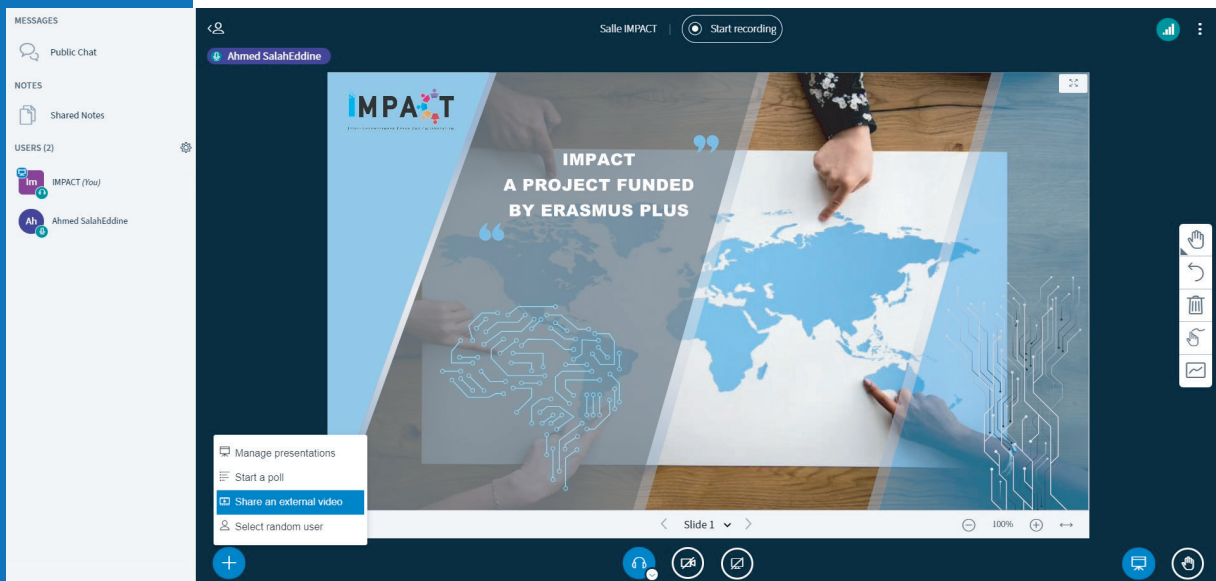 MESSAGES
Public Chat
NOTES
Shared Notes
USERS (2)
Im IMPACT (You)
Ah Ahmed SalahEddine
Salle IMPACT | Start recording
Ahmed SalahEddine
IMPACT
”
IMPACT
A PROJECT FUNDED
BY ERASMUS PLUS
“
Manage presentations
Start a poll
Share an external video
Select random user
Slide 1
100%